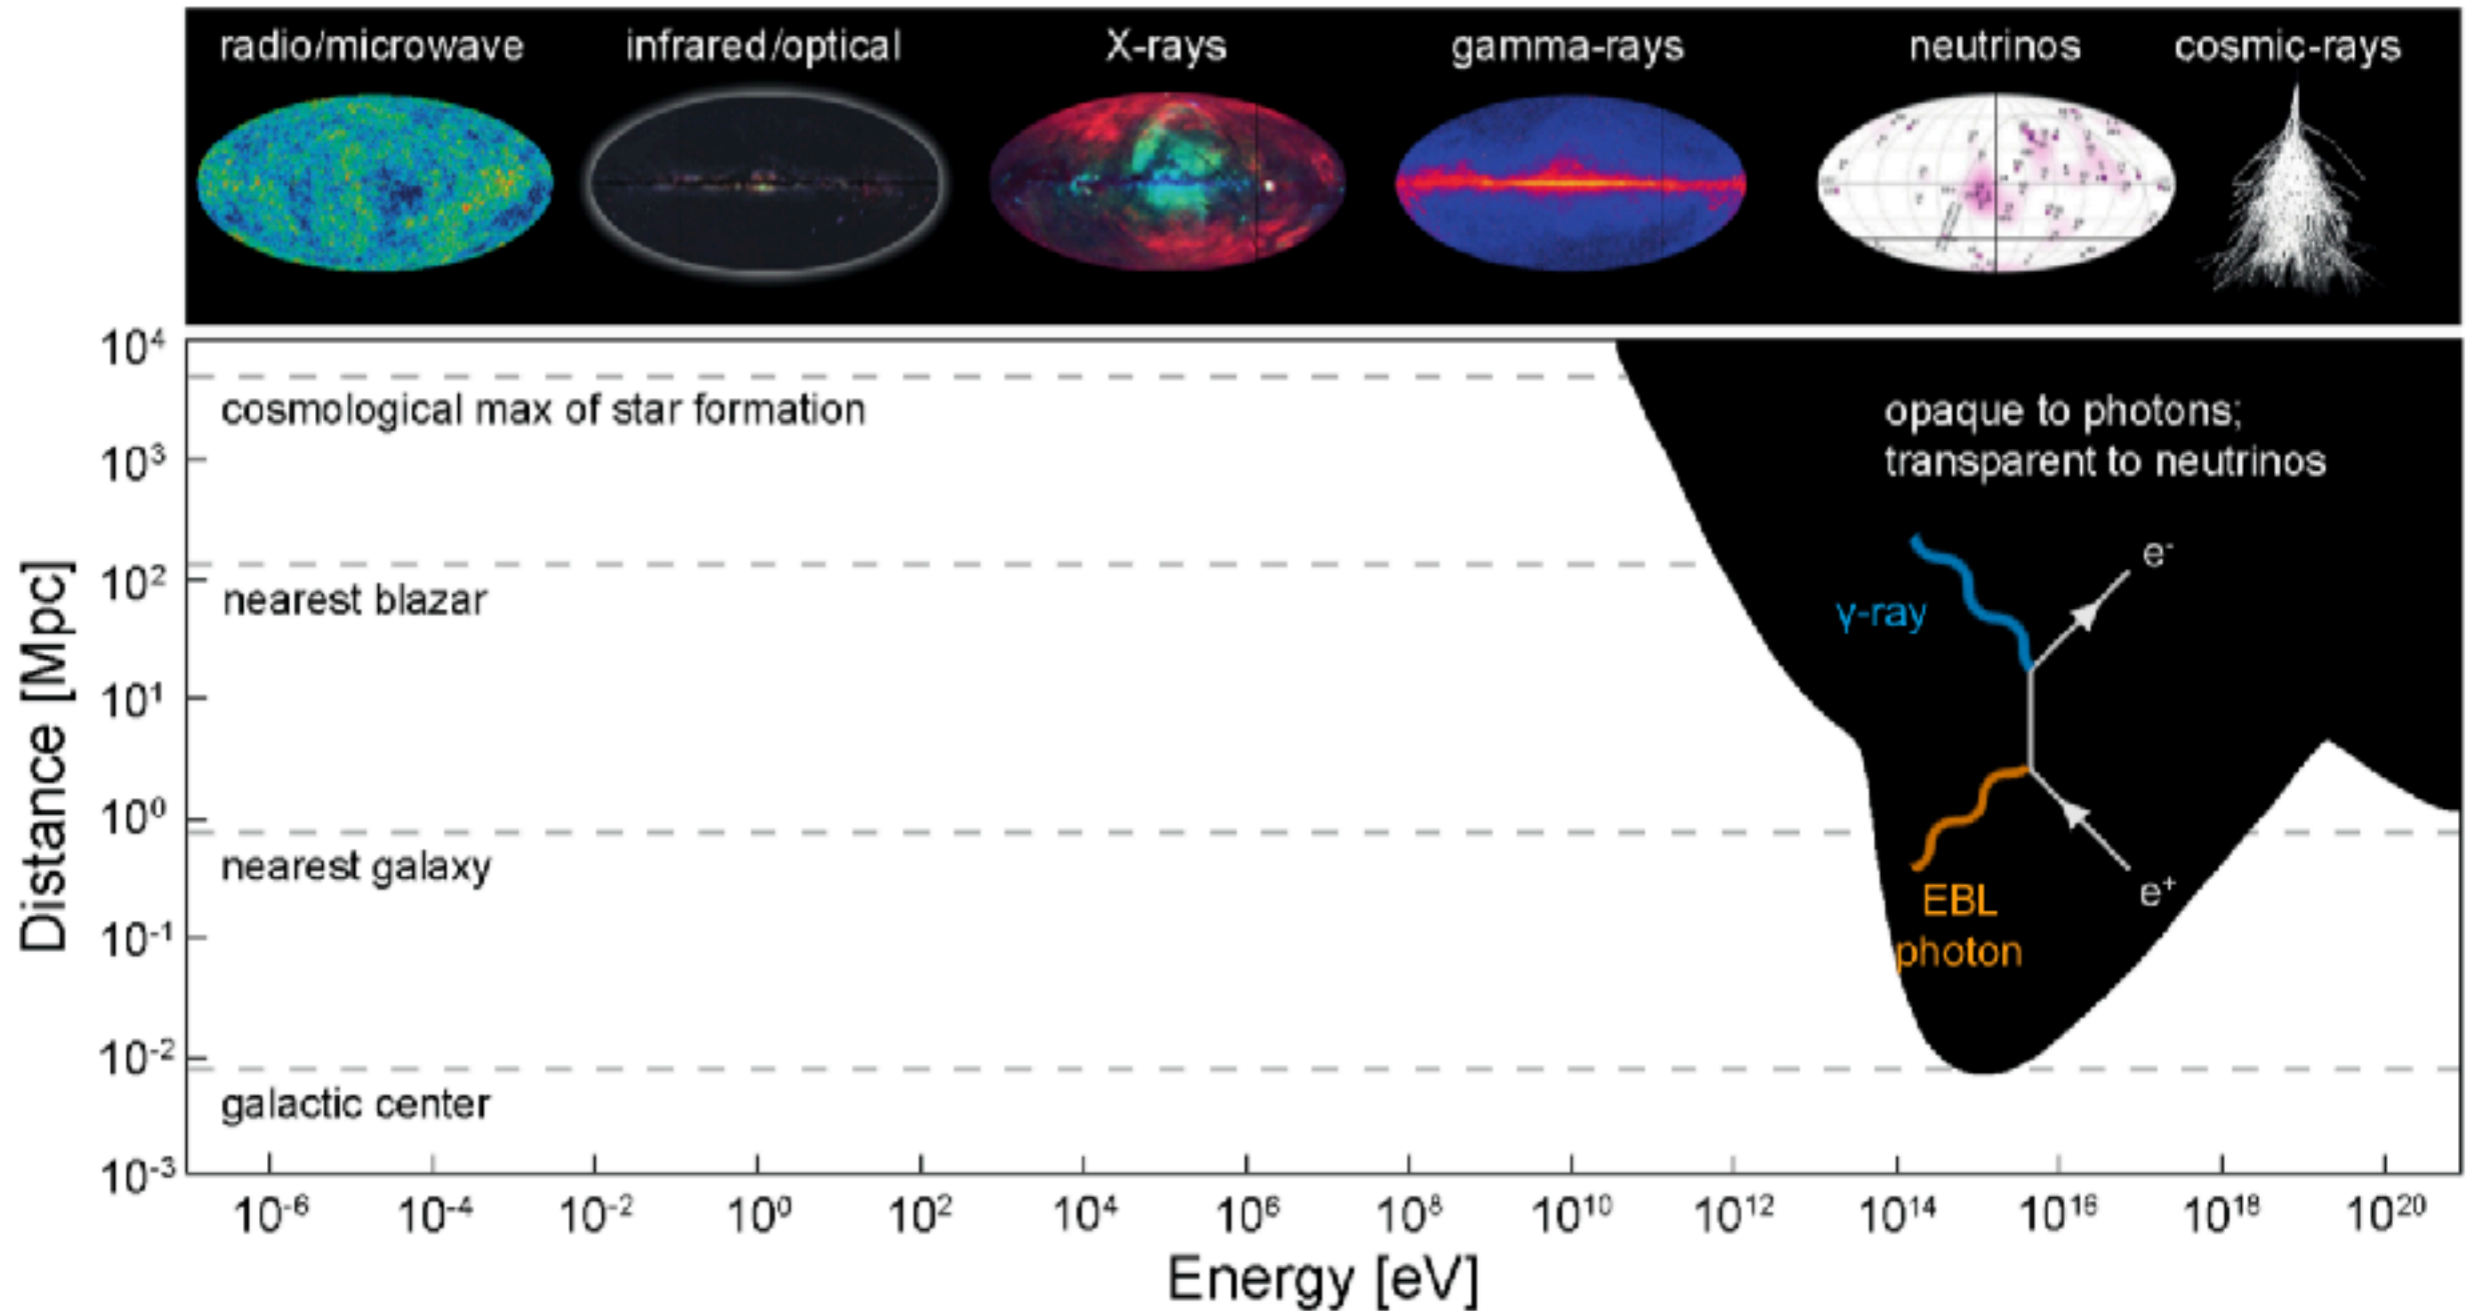 radio/microwave
infrared/optical
X-rays
gamma-rays
neutrinos
cosmic-rays
Distance [Mpc]
10⁴
10³
10²
10¹
10⁰
10⁻¹
10⁻²
10⁻³
cosmological max of star formation
nearest blazar
nearest galaxy
galactic center
opaque to photons;
transparent to neutrinos
γ-ray
e⁻
EBL
photon
e⁺
10⁻⁶
10⁻⁴
10⁻²
10⁰
10²
10⁴
10⁶
10⁸
10¹⁰
10¹²
10¹⁴
10¹⁶
10¹⁸
10²⁰
Energy [eV]